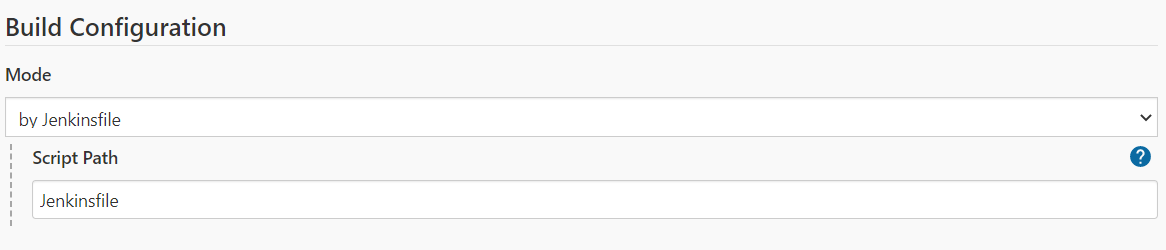 Build Configuration
Mode
by Jenkinsfile
Script Path
?
Jenkinsfile